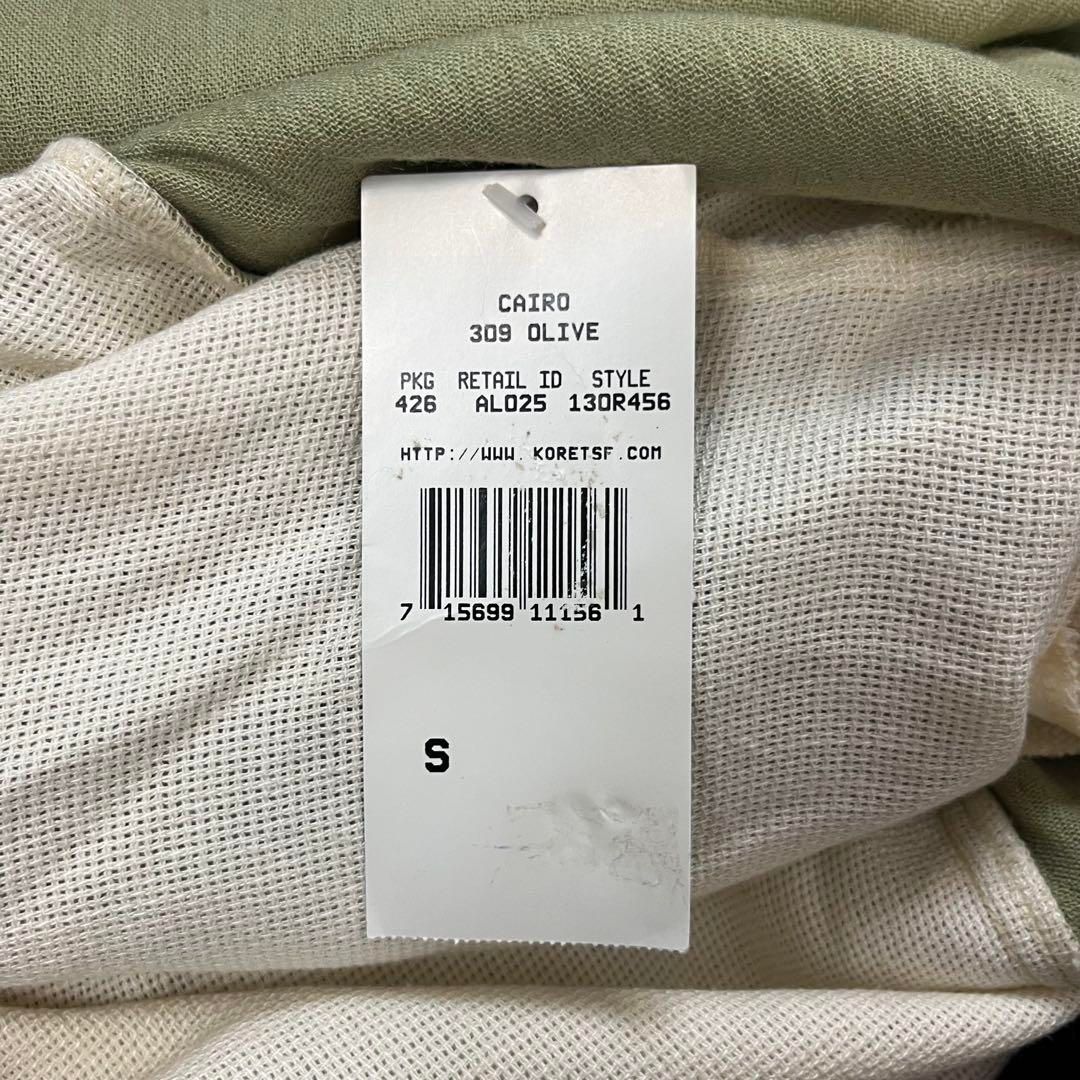 CAIRO
309 OLIVE
PKG RETAIL ID STYLE
426 AL025 130R456
HTTP://WWW.KORETSF.COM
7 15699 11156 1
S